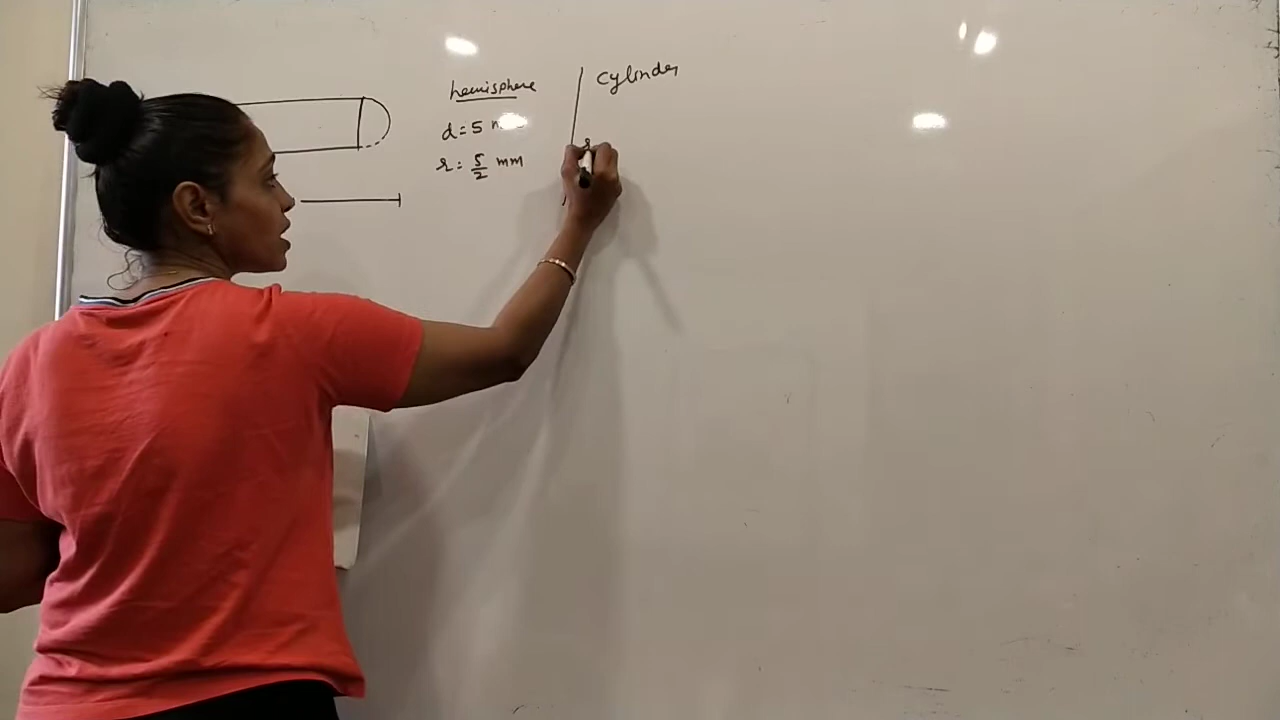 hemisphere
d = 5
r = 5/2 mm
Cylinder
r